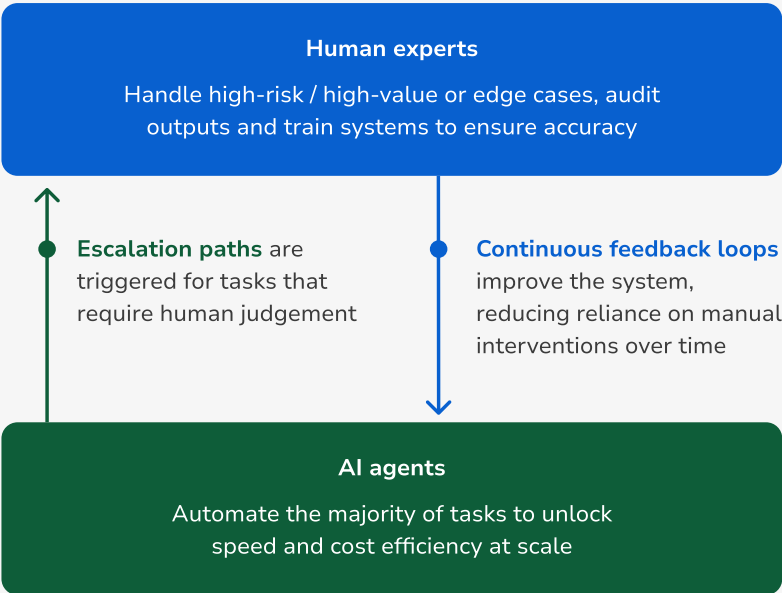 Human experts
Handle high-risk / high-value or edge cases, audit
outputs and train systems to ensure accuracy
Escalation paths are
triggered for tasks that
require human judgement
Continuous feedback loops
improve the system,
reducing reliance on manual
interventions over time
AI agents
Automate the majority of tasks to unlock
speed and cost efficiency at scale